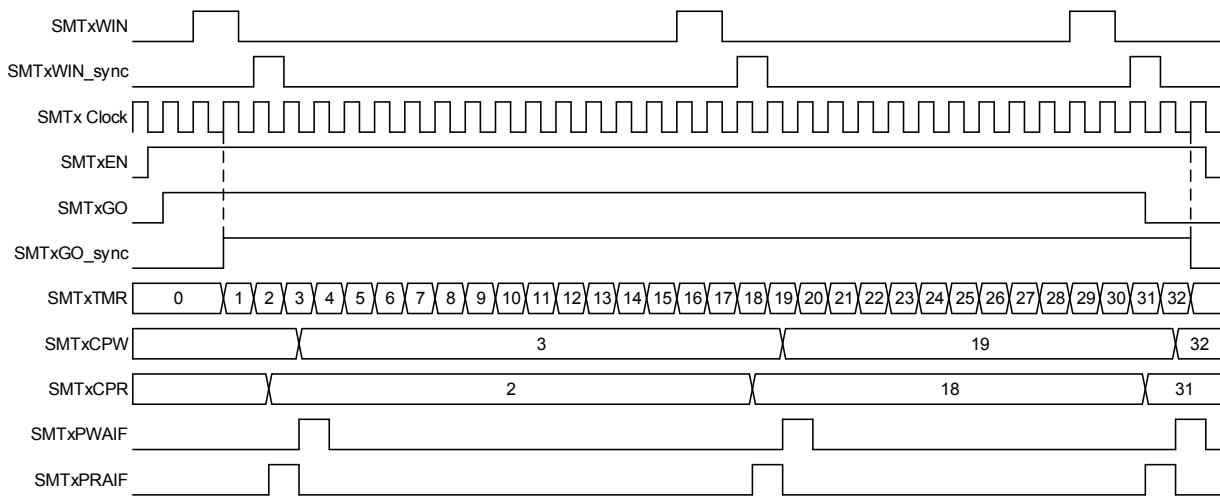 SMTxWIN
SMTxWIN_sync
SMTx Clock
SMTxEN
SMTxGO
SMTxGO_sync
SMTxTMR 0 1 2 3 4 5 6 7 8 9 10 11 12 13 14 15 16 17 18 19 20 21 22 23 24 25 26 27 28 29 30 31 32
SMTxCPW 3 19 32
SMTxCPR 2 18 31
SMTxPWAIF
SMTxPRAIF